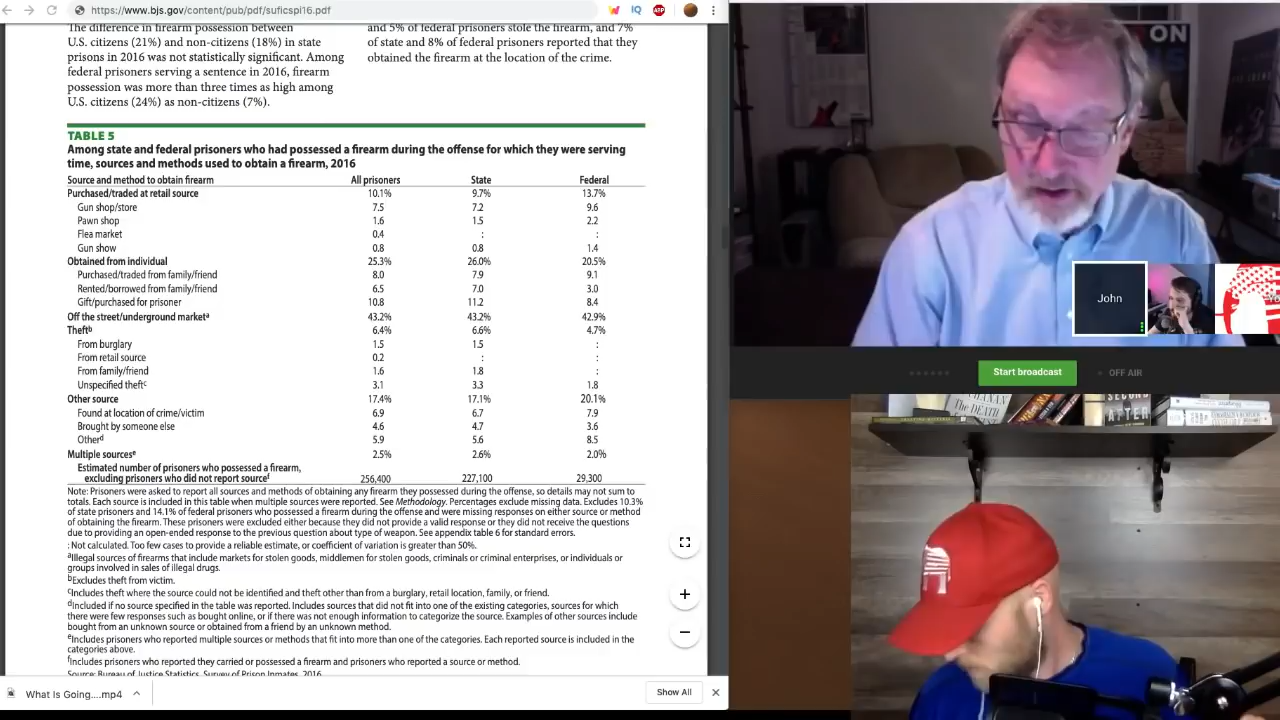 https://www.bjs.gov/content/pub/pdf/suficspi16.pdf
The difference in firearm possession between
U.S. citizens (21%) and non-citizens (18%) in state
prisons in 2016 was not statistically significant. Among
federal prisoners serving a sentence in 2016, firearm
possession was more than three times as high among
U.S. citizens (24%) as non-citizens (7%).
and 5% of federal prisoners stole the firearm, and 7%
of state and 8% of federal prisoners reported that they
obtained the firearm at the location of the crime.
TABLE 5
Among state and federal prisoners who had possessed a firearm during the offense for which they were serving
time, sources and methods used to obtain a firearm, 2016
Source and method to obtain firearm All prisoners State Federal
Purchased/traded at retail source 10.1% 9.7% 13.7%
Gun shop/store 7.5 7.2 9.6
Pawn shop 1.6 1.5 2.2
Flea market 0.4 : :
Gun show 0.8 0.8 1.4
Obtained from individual 25.3% 26.0% 20.5%
Purchased/traded from family/friend 8.0 7.9 9.1
Rented/borrowed from family/friend 6.5 7.0 3.0
Gift/purchased for prisoner 10.8 11.2 8.4
Off the street/underground marketa 43.2% 43.2% 42.9%
Theftb 6.4% 6.6% 4.7%
From burglary 1.5 1.5 :
From retail source 0.2 : :
From family/friend 1.6 1.8 :
Unspecified theftc 3.1 3.3 1.8
Other source 17.4% 17.1% 20.1%
Found at location of crime/victim 6.9 6.7 7.9
Brought by someone else 4.6 4.7 3.6
Otherd 5.9 5.6 8.5
Multiple sourcese 2.5% 2.6% 2.0%
Estimated number of prisoners who possessed a firearm,
excluding prisoners who did not report sourcef 256,400 227,100 29,300
Note: Prisoners were asked to report all sources and methods of obtaining any firearm they possessed during the offense, so details may not sum to
totals. Each source is included in this table when multiple sources were reported. See Methodology. Percentages exclude missing data. Excludes 10.3%
of state prisoners and 14.1% of federal prisoners who possessed a firearm during the offense and were missing responses on either source or method
of obtaining the firearm. These prisoners were excluded either because they did not provide a valid response or they did not receive the questions
due to providing an open-ended response to the previous question about type of weapon. See appendix table 6 for standard errors.
: Not calculated. Too few cases to provide a reliable estimate, or coefficient of variation is greater than 50%.
aIllegal sources of firearms that include markets for stolen goods, middlemen for stolen goods, criminals or criminal enterprises, or individuals or
groups involved in sales of illegal drugs.
bExcludes theft from victim.
cIncludes theft where the source could not be identified and theft other than from a burglary, retail location, family, or friend.
dIncluded if no source specified in the table was reported. Includes sources that did not fit into one of the existing categories, sources for which
there were few responses such as bought online, or if there was not enough information to categorize the source. Examples of other sources include
bought from an unknown source or obtained from a friend by an unknown method.
eIncludes prisoners who reported multiple sources or methods that fit into more than one of the categories. Each reported source is included in the
categories above.
fIncludes prisoners who reported they carried or possessed a firearm and prisoners who reported a source or method.
Source: Bureau of Justice Statistics, Survey of Prison Inmates, 2016.
What Is Going....mp4
Show All
John
Start broadcast
OFF AIR
ON
SECOND
AFTER